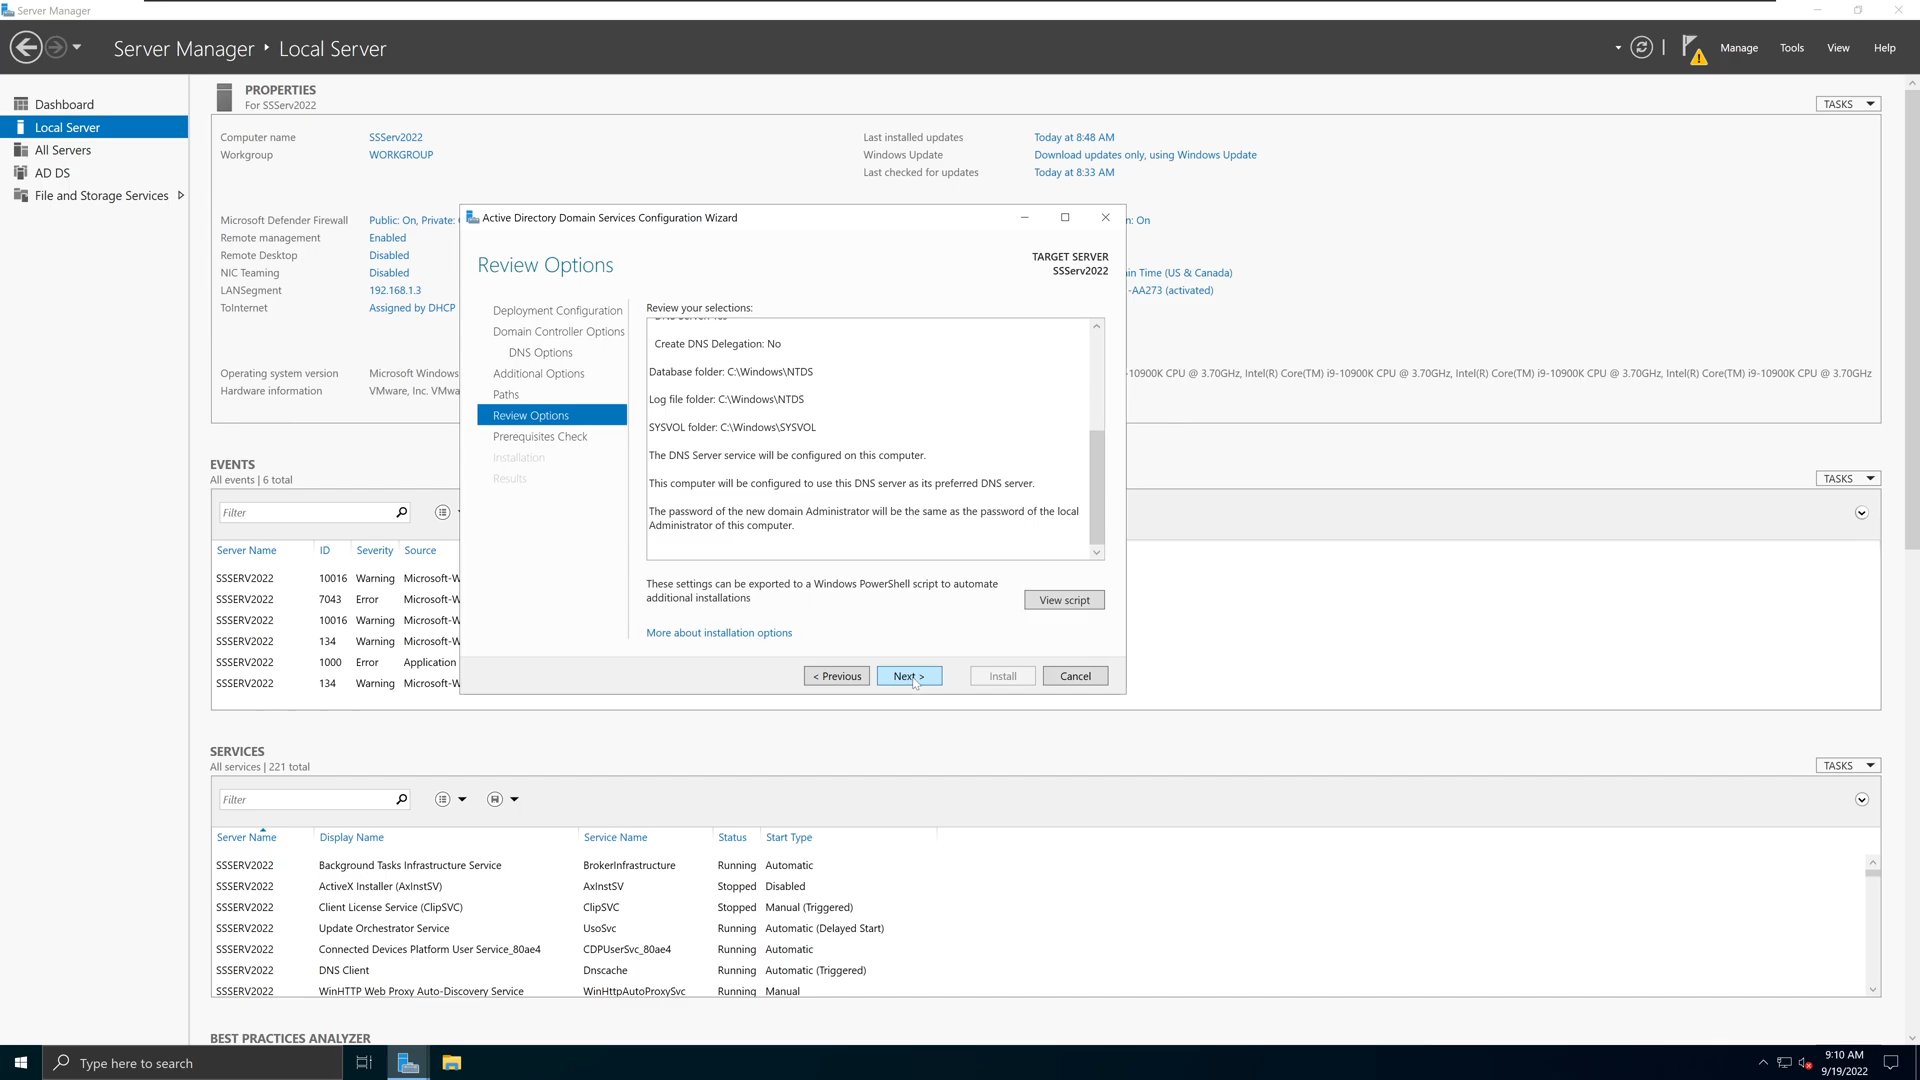 Server Manager
Server Manager ‣ Local Server
Manage
Tools
View
Help
Dashboard
Local Server
All Servers
AD DS
File and Storage Services
PROPERTIES
For SSServ2022
TASKS
Computer name SSServ2022
Workgroup WORKGROUP
Last installed updates Today at 8:48 AM
Windows Update Download updates only, using Windows Update
Last checked for updates Today at 8:33 AM
Microsoft Defender Firewall Public: On, Private:
Remote management Enabled
Remote Desktop Disabled
NIC Teaming Disabled
LANSegment 192.168.1.3
ToInternet Assigned by DHCP
n: On
in Time (US & Canada)
-AA273 (activated)
Operating system version Microsoft Windows
Hardware information VMware, Inc. VMwa
-10900K CPU @ 3.70GHz, Intel(R) Core(TM) i9-10900K CPU @ 3.70GHz, Intel(R) Core(TM) i9-10900K CPU @ 3.70GHz, Intel(R) Core(TM) i9-10900K CPU @ 3.70GHz
Active Directory Domain Services Configuration Wizard
Review Options
TARGET SERVER
SSServ2022
Deployment Configuration
Domain Controller Options
DNS Options
Additional Options
Paths
Review Options
Prerequisites Check
Installation
Results
Review your selections:
Create DNS Delegation: No
Database folder: C:\Windows\NTDS
Log file folder: C:\Windows\NTDS
SYSVOL folder: C:\Windows\SYSVOL
The DNS Server service will be configured on this computer.
This computer will be configured to use this DNS server as its preferred DNS server.
The password of the new domain Administrator will be the same as the password of the local
Administrator of this computer.
These settings can be exported to a Windows PowerShell script to automate
additional installations
View script
More about installation options
< Previous
Next >
Install
Cancel
EVENTS
All events | 6 total
TASKS
Filter
Server Name ID Severity Source
SSSERV2022 10016 Warning Microsoft-W
SSSERV2022 7043 Error Microsoft-W
SSSERV2022 10016 Warning Microsoft-W
SSSERV2022 134 Warning Microsoft-W
SSSERV2022 1000 Error Application
SSSERV2022 134 Warning Microsoft-W
SERVICES
All services | 221 total
TASKS
Filter
Server Name Display Name Service Name Status Start Type
SSSERV2022 Background Tasks Infrastructure Service BrokerInfrastructure Running Automatic
SSSERV2022 ActiveX Installer (AxInstSV) AxInstSV Stopped Disabled
SSSERV2022 Client License Service (ClipSVC) ClipSVC Stopped Manual (Triggered)
SSSERV2022 Update Orchestrator Service UsoSvc Running Automatic (Delayed Start)
SSSERV2022 Connected Devices Platform User Service_80ae4 CDPUserSvc_80ae4 Running Automatic
SSSERV2022 DNS Client Dnscache Running Automatic (Triggered)
SSSERV2022 WinHTTP Web Proxy Auto-Discovery Service WinHttpAutoProxySvc Running Manual
BEST PRACTICES ANALYZER
Type here to search
9:10 AM
9/19/2022